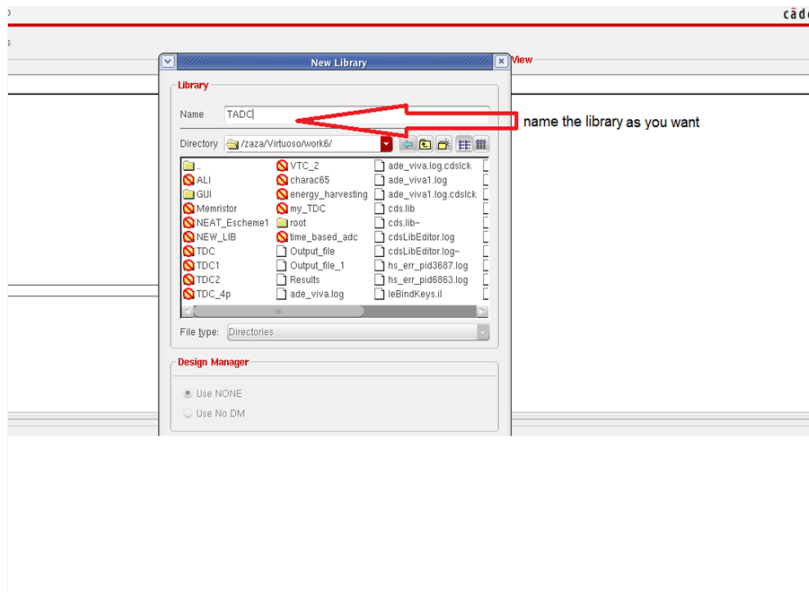 cāde
New Library
View
Library
Name TADC
name the library as you want
Directory /zaza/Virtuoso/work6/
.. VTC_2 ade_viva.log.cdslck
ALI charac65 ade_viva1.log
GUI energy_harvesting ade_viva1.log.cdslck
Memristor my_TDC cds.lib
NEAT_Escheme1 root cds.lib~
NEW_LIB time_based_adc cdsLibEditor.log
TDC Output_file cdsLibEditor.log~
TDC1 Output_file_1 hs_err_pid3687.log
TDC2 Results hs_err_pid6863.log
TDC_4p ade_viva.log leBindKeys.il
File type: Directories
Design Manager
Use NONE
Use No DM